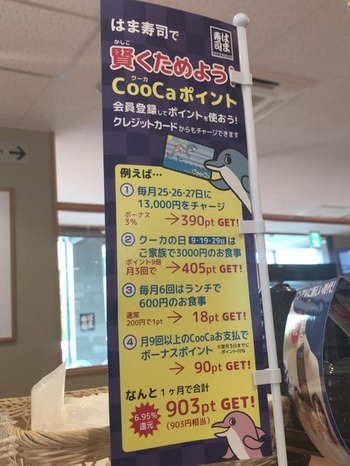 はま寿司で
はま
寿司
かしこ
賢くためよう!
クーカ
CooCaポイント
会員登録してポイントを使おう!
クレジットカードからもチャージできます
CooCa
例えば…
① 毎月25・26・27日に
13,000円をチャージ
ボーナス
3% →390pt GET!
② クーカの日 9・19・29日は
ご家族で3000円のお食事
ポイント9倍
月3回で →405pt GET!
③ 毎月6回はランチで
600円のお食事
通常
200円で1pt →18pt GET!
④ 月9回以上のCooCaお支払で
ボーナスポイント
→90pt GET!
なんと1ヶ月で合計
6.95%
還元
903pt GET!
(903円相当)